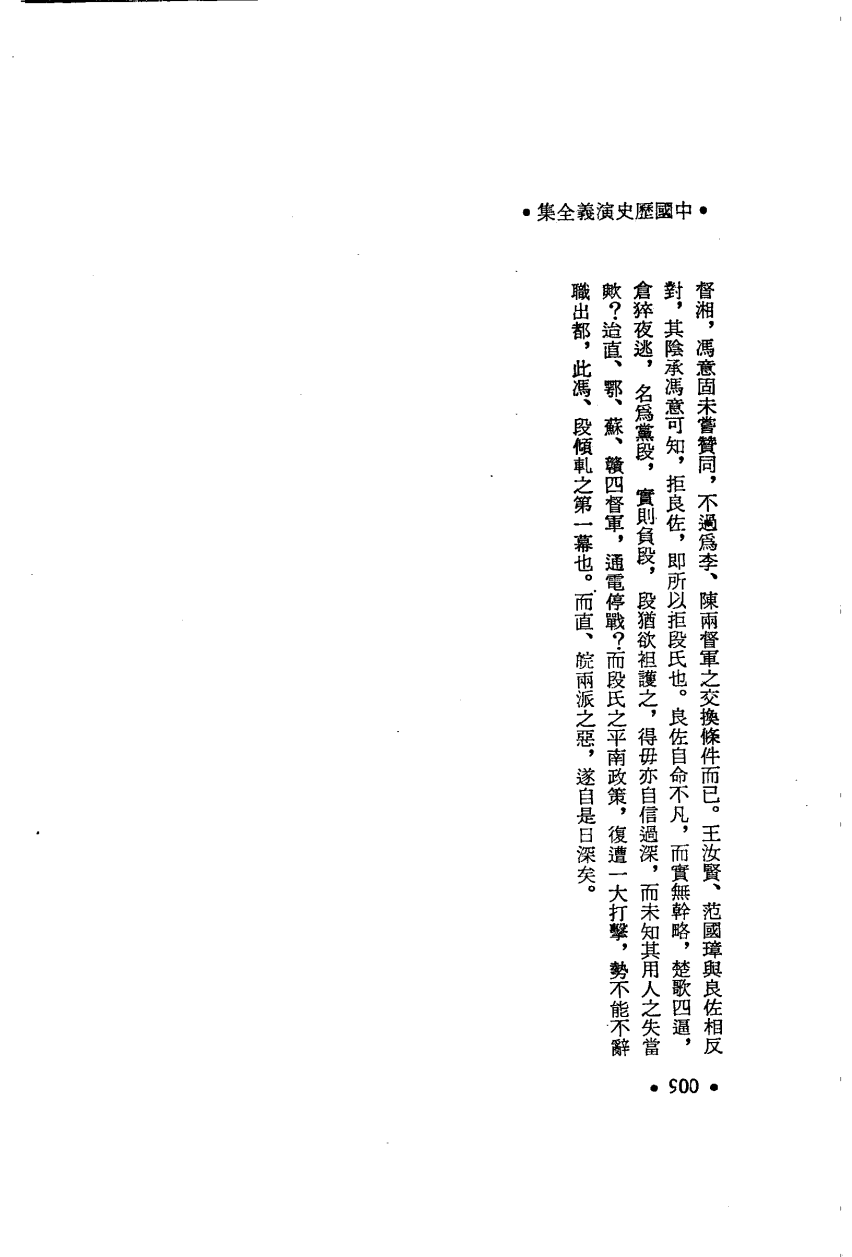 •中國歷史演義全集•
督湘，馮意固未嘗贊同，不過爲李、陳兩督軍之交換條件而已。王汝賢、范國璋與良佐相反
對，其陰承馮意可知，拒良佐，即所以拒段氏也。良佐自命不凡，而實無幹略，楚歌四逼，
倉猝夜逃，名爲黨段，實則負段，段猶欲袒護之，得毋亦自信過深，而未知其用人之失當
歟？迨直、鄂、蘇、贛四督軍，通電停戰？而段氏之平南政策，復遭一大打擊，勢不能不辭
職出都，此馮、段傾軋之第一幕也。而直、皖兩派之惡，遂自是日深矣。
•500•